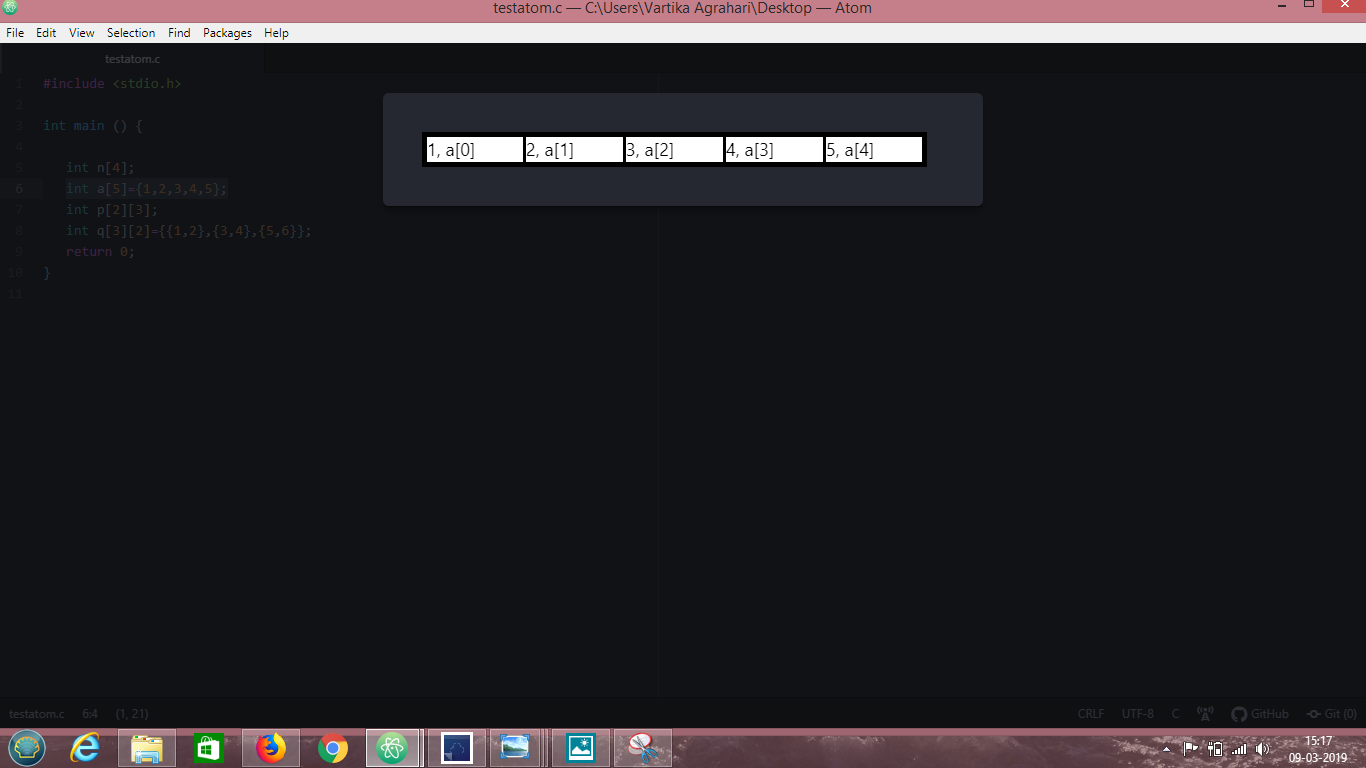 testatom.c — C:\Users\Vartika Agrahari\Desktop — Atom
File Edit View Selection Find Packages Help
testatom.c
1 #include <stdio.h>
2
3 int main () {
4
5 int n[4];
6 int a[5]={1,2,3,4,5};
7 int p[2][3];
8 int q[3][2]={{1,2},{3,4},{5,6}};
9 return 0;
10 }
11
1, a[0] 2, a[1] 3, a[2] 4, a[3] 5, a[4]
testatom.c 6:4 (1, 21) CRLF UTF-8 C GitHub Git (0)
15:17
09-03-2019